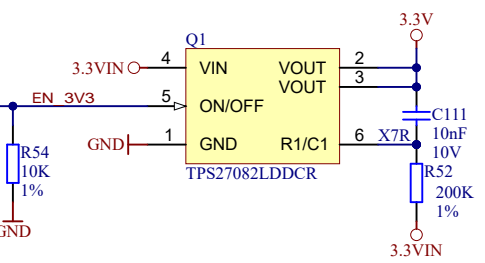 3.3V
Q1
3.3VIN 4 VIN VOUT 2
VOUT 3
EN_3V3 5 ON/OFF
C111
GND 1 GND R1/C1 6 X7R 10nF
10V
R54
10K
1%
TPS27082LDDCR
R52
200K
1%
GND
3.3VIN